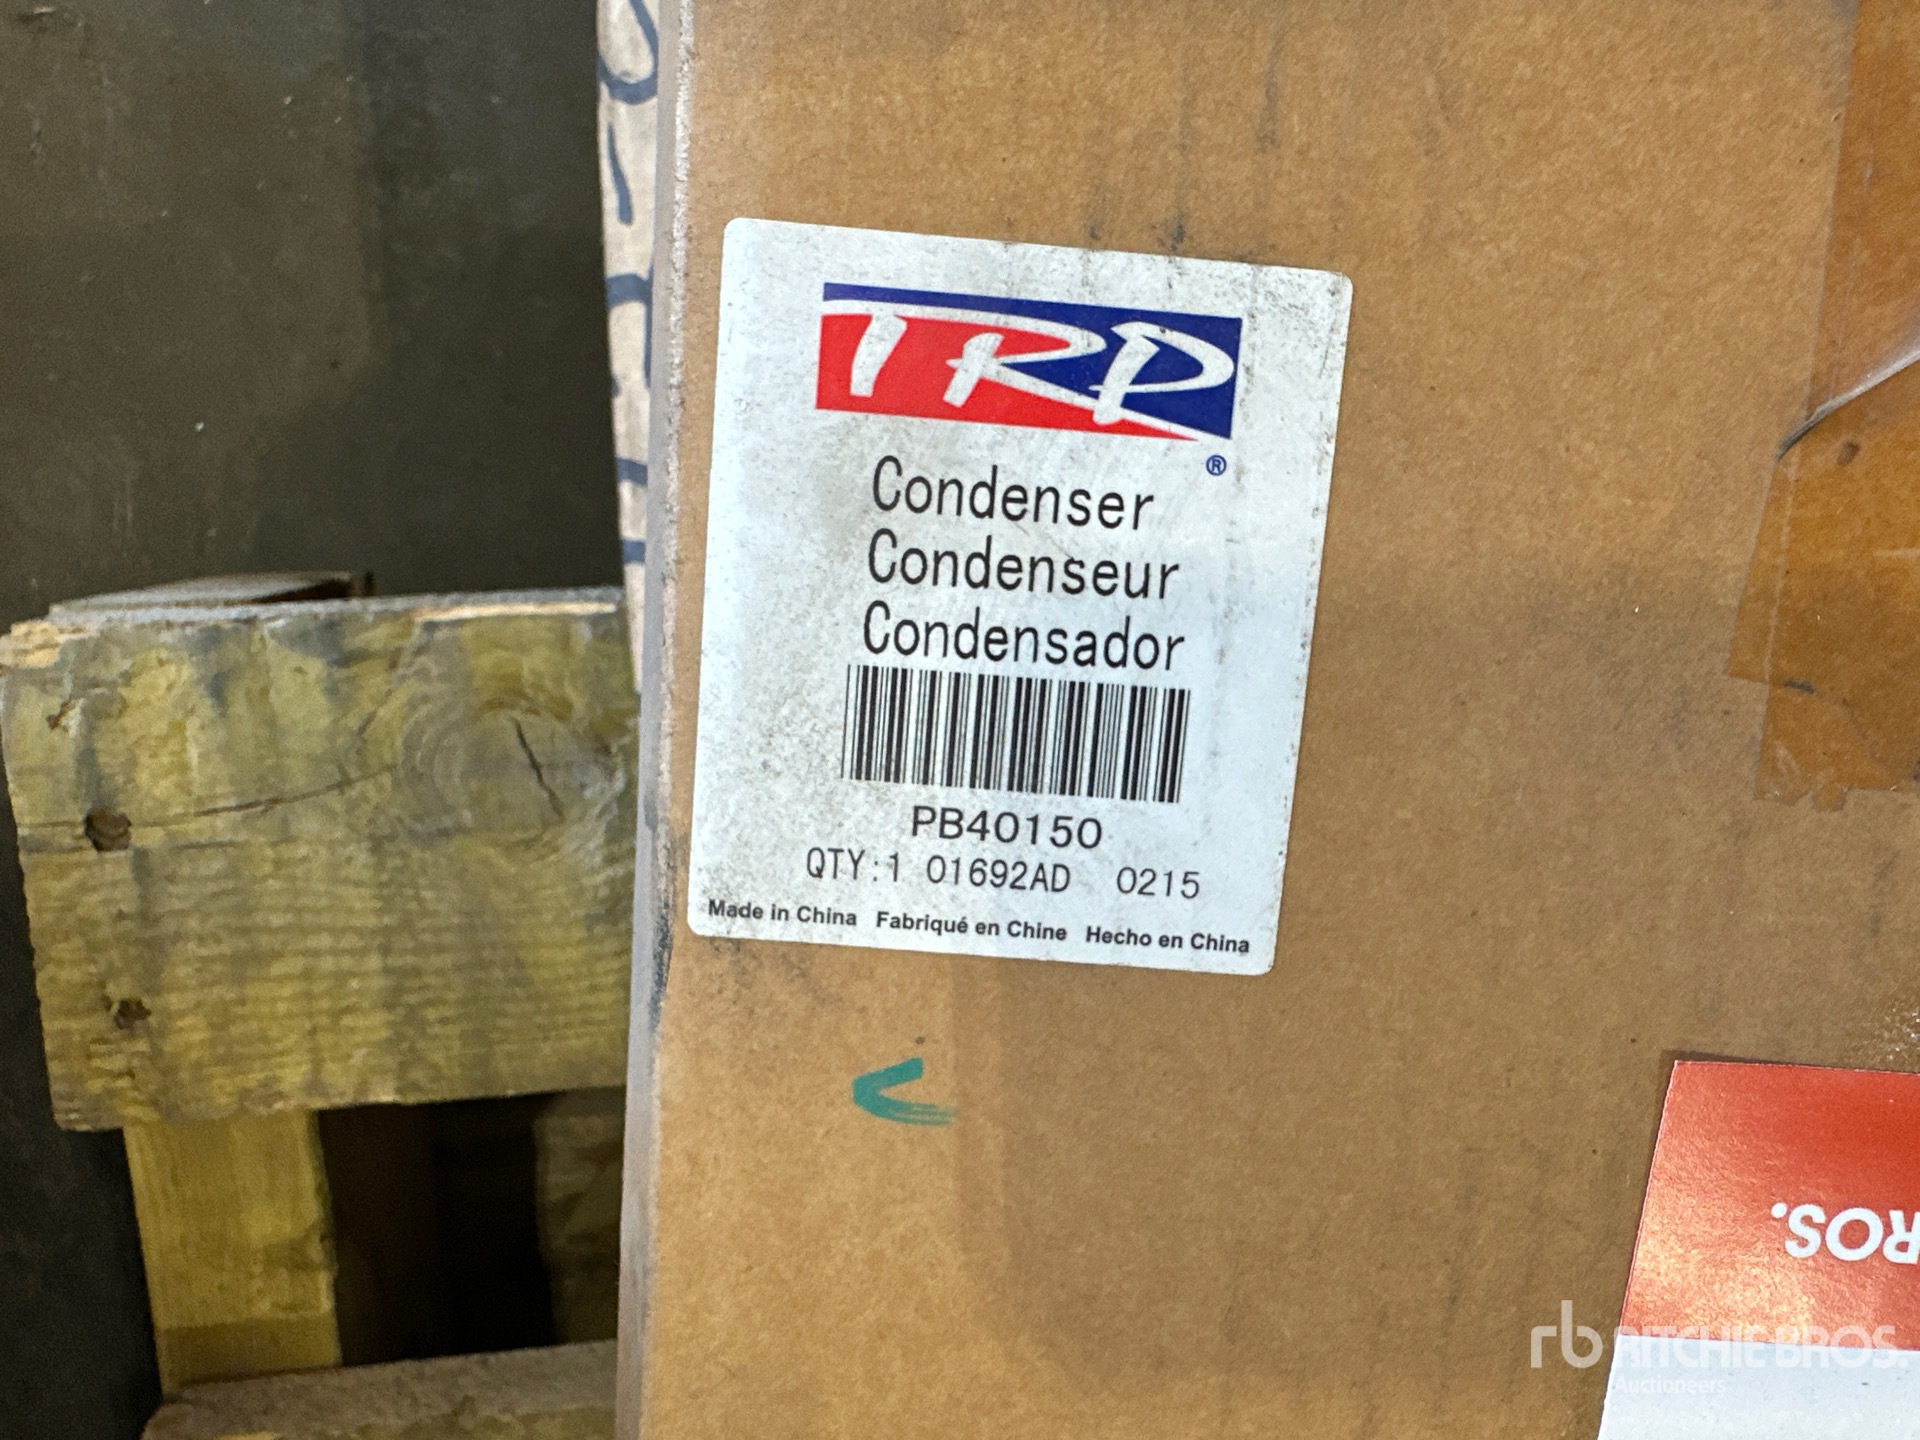 TRP
®
Condenser
Condenseur
Condensador
PB40150
QTY:1 01692AD 0215
Made in China Fabriqué en Chine Hecho en China
ROS.
rb RITCHIE BROS.
Auctioneers